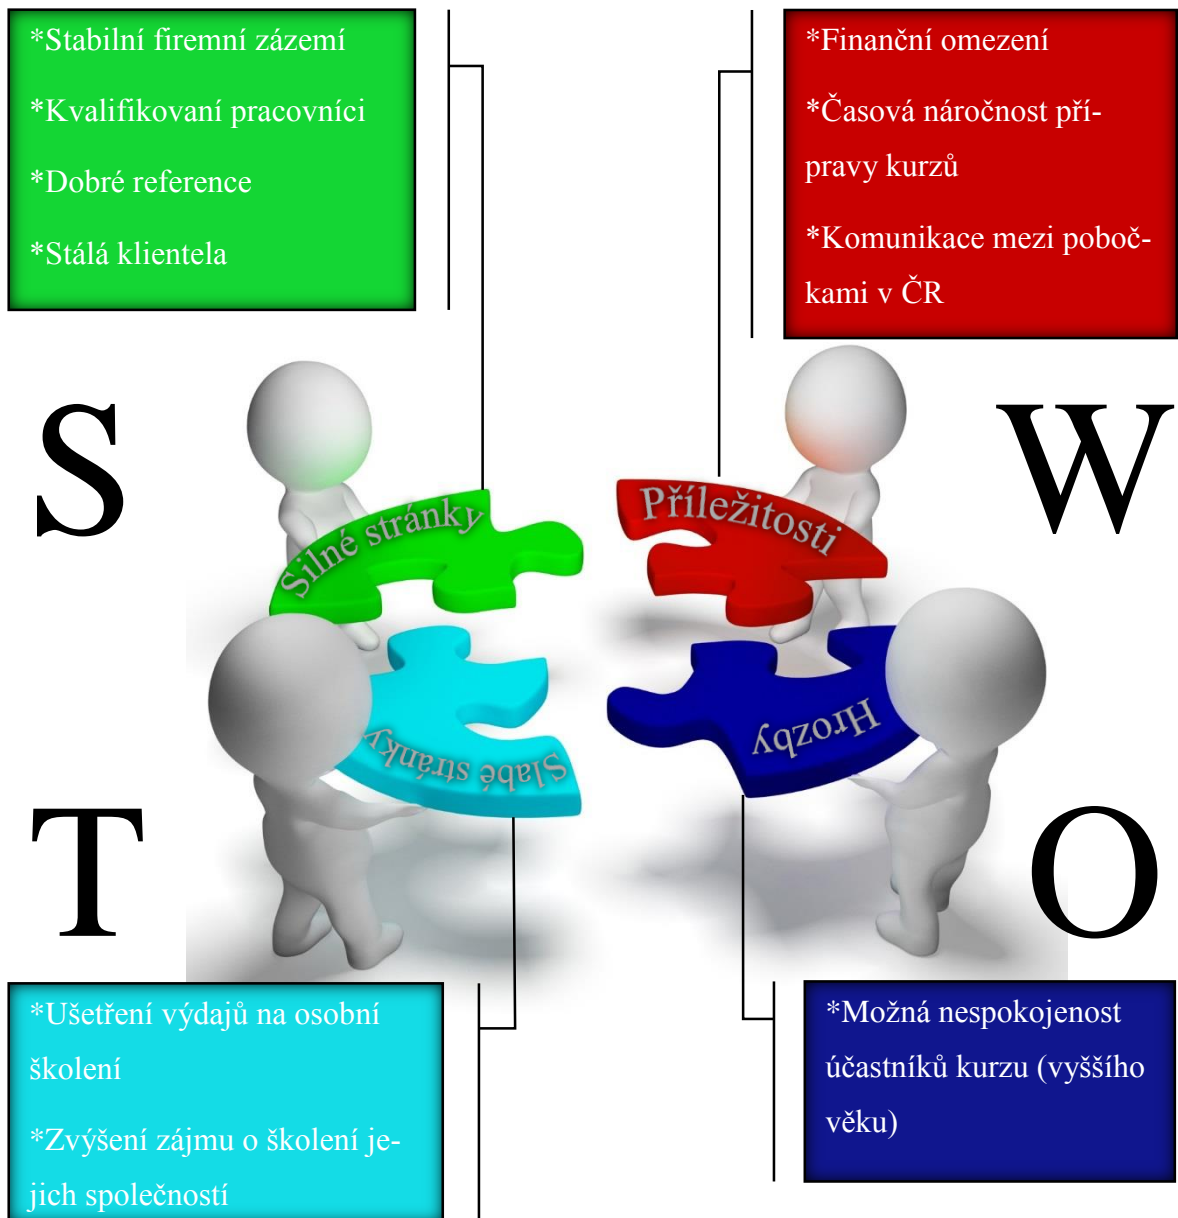 *Stabilní firemní zázemí
*Kvalifikovaní pracovníci
*Dobré reference
*Stálá klientela
*Finanční omezení
*Časová náročnost pří-
pravy kurzů
*Komunikace mezi poboč-
kami v ČR
S
W
Silné stránky
Příležitosti
Slabé stránky
Hrozby
T
O
*Ušetření výdajů na osobní
školení
*Zvýšení zájmu o školení je-
jich společností
*Možná nespokojenost
účastníků kurzu (vyššího
věku)